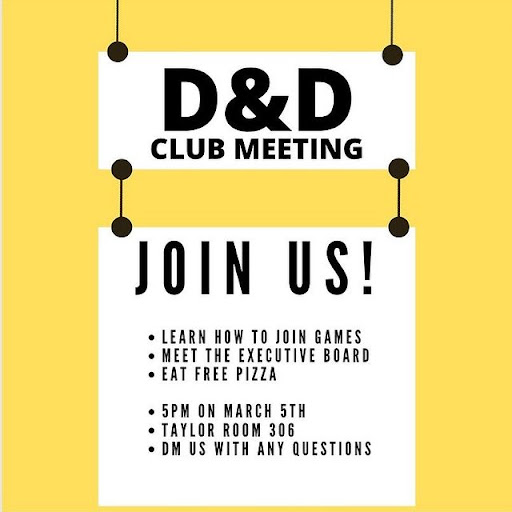 D&D
CLUB MEETING
JOIN US!
• LEARN HOW TO JOIN GAMES
• MEET THE EXECUTIVE BOARD
• EAT FREE PIZZA
• 5PM ON MARCH 5TH
• TAYLOR ROOM 306
• DM US WITH ANY QUESTIONS